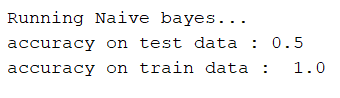 Running Naive bayes...
accuracy on test data : 0.5
accuracy on train data :  1.0